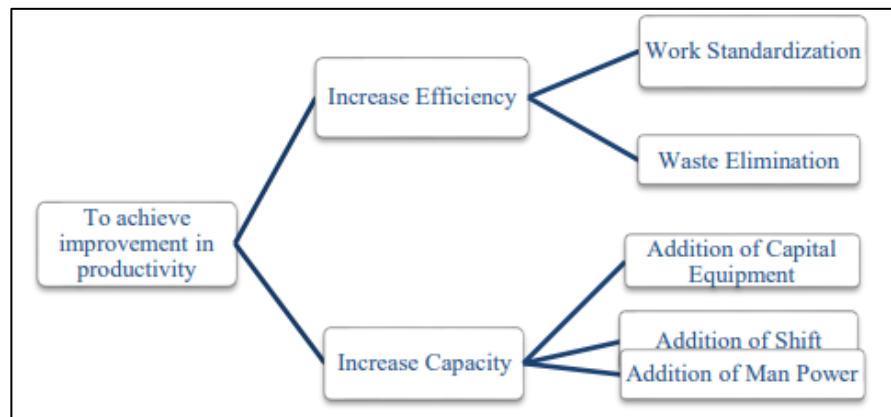 Work Standardization
Increase Efficiency
Waste Elimination
To achieve
improvement in
productivity
Addition of Capital
Equipment
Increase Capacity
Addition of Shift
Addition of Man Power